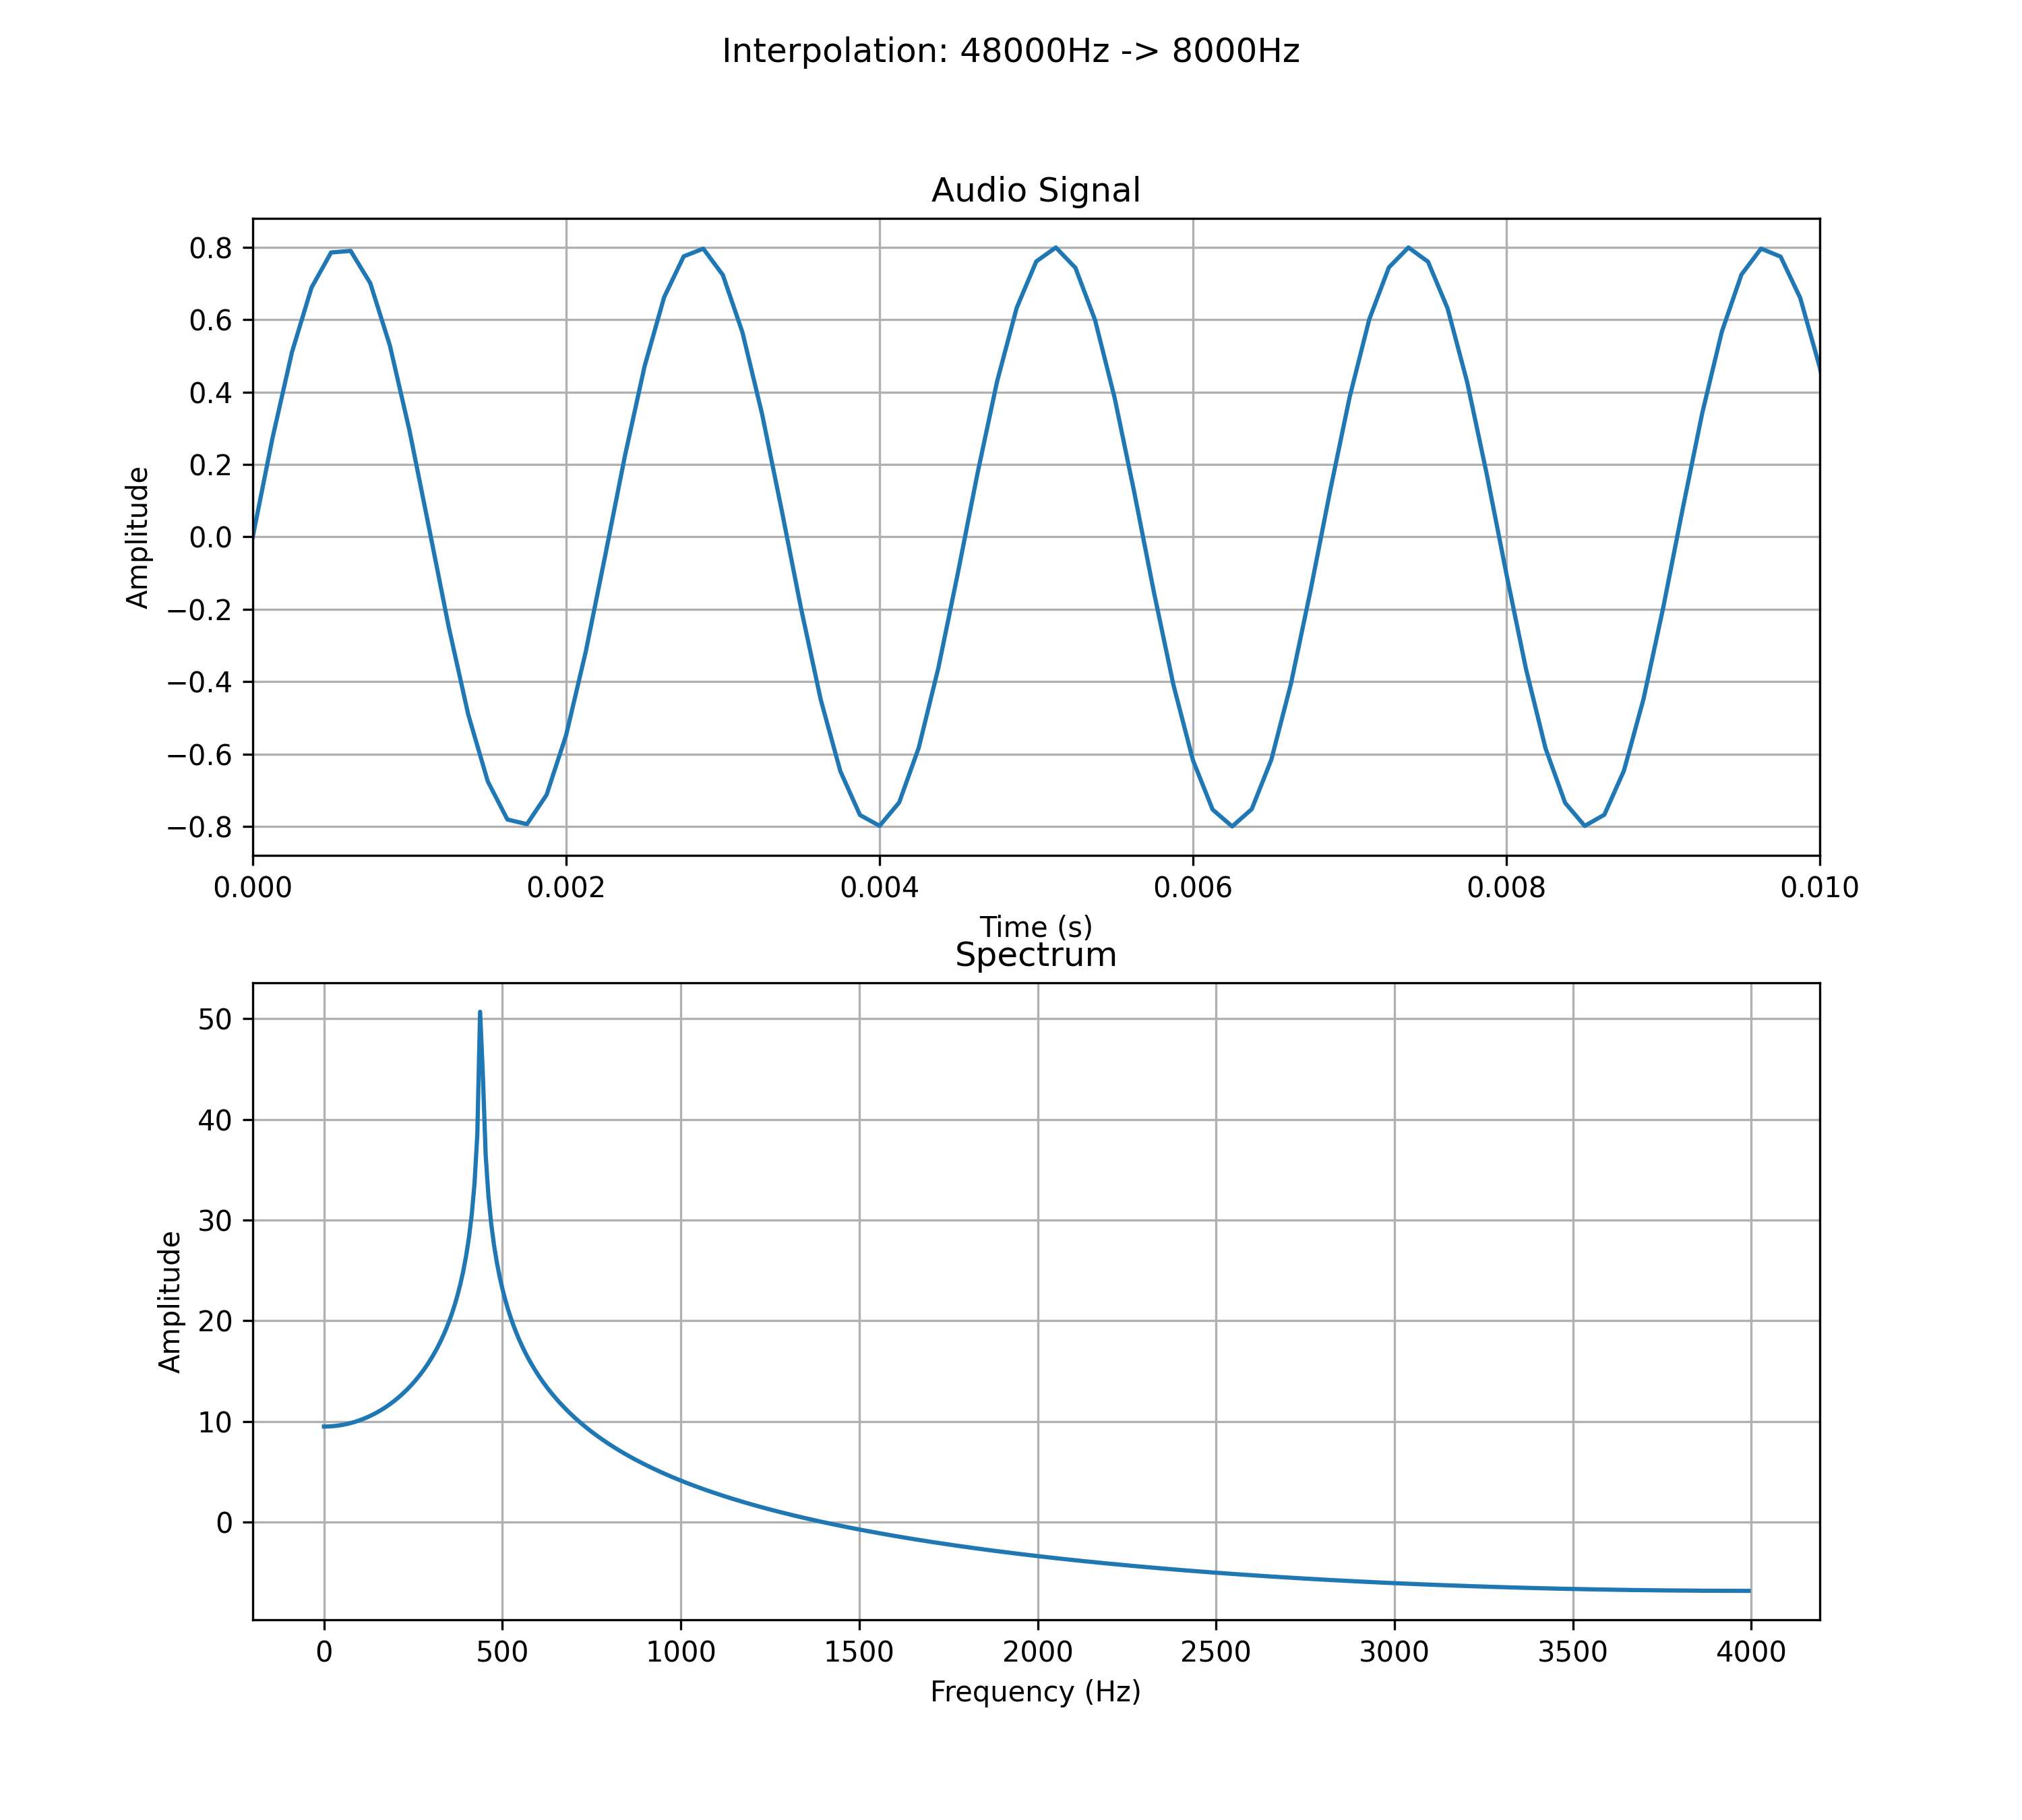 Interpolation: 48000Hz -> 8000Hz
Audio Signal
Amplitude
0.8
0.6
0.4
0.2
0.0
−0.2
−0.4
−0.6
−0.8
0.000 0.002 0.004 0.006 0.008 0.010
Time (s)
Spectrum
Amplitude
50
40
30
20
10
0
0 500 1000 1500 2000 2500 3000 3500 4000
Frequency (Hz)